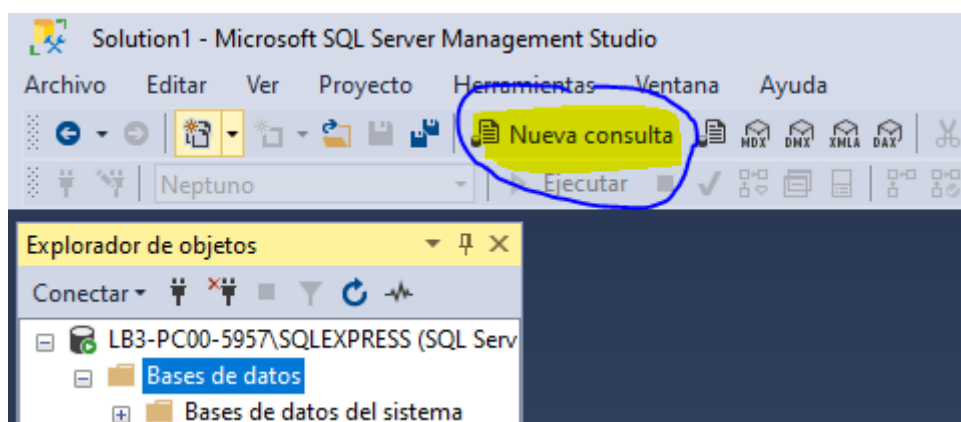 Solution1 - Microsoft SQL Server Management Studio
Archivo Editar Ver Proyecto Herramientas Ventana Ayuda
Nueva consulta MDX DMX XMLA DAX
Neptuno Ejecutar
Explorador de objetos
Conectar
LB3-PC00-5957\SQLEXPRESS (SQL Serv
Bases de datos
Bases de datos del sistema